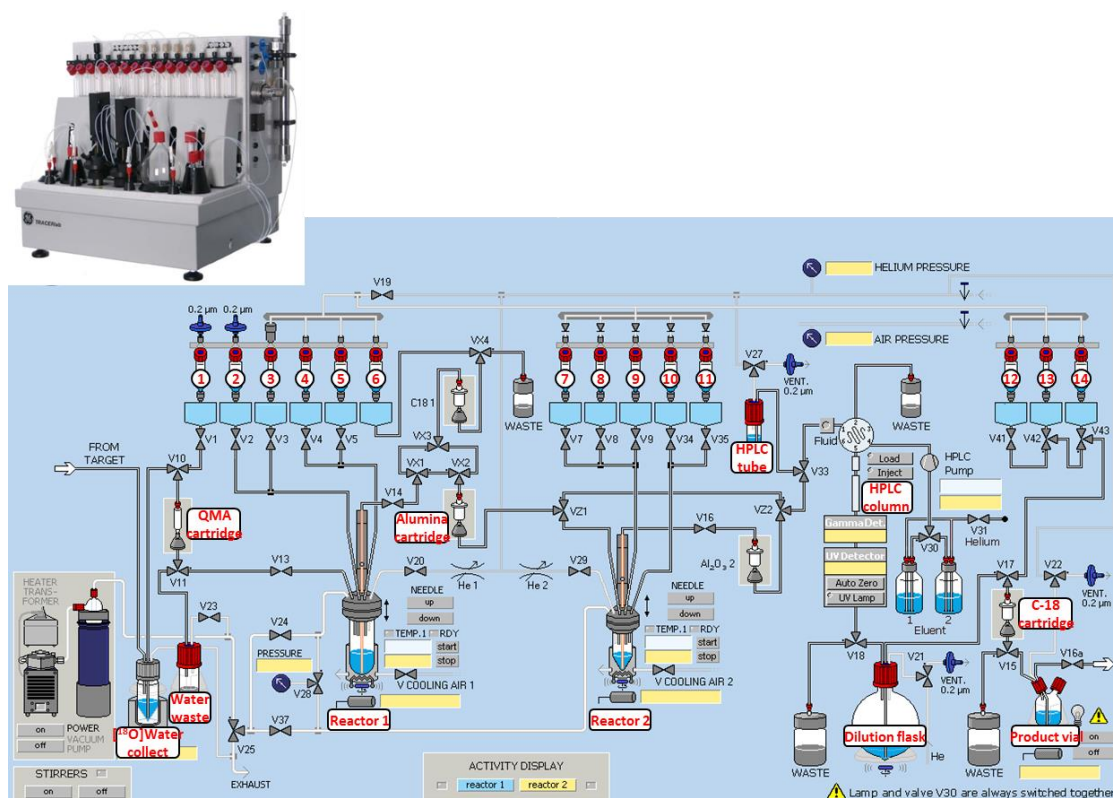 TRACERlab
V19
HELIUM PRESSURE
0.2 µm
0.2 µm
AIR PRESSURE
VX4
V27
VENT.
0.2 µm
1
2
3
4
5
6
7
8
9
10
11
12
13
14
C18 1
WASTE
WASTE
FROM
TARGET
V1
V2
V3
V4
V5
VX3
V7
V8
V9
V34
V35
HPLC
tube
Fluid
Load
Inject
HPLC
Pump
V41
V42
V43
V10
VX1
VX2
V33
HPLC
column
QMA
cartridge
V14
Alumina
cartridge
VZ1
VZ2
V16
Gamma Det.
V31
Helium
V30
UV Detector
Auto Zero
UV Lamp
V11
V13
V20
He 1
He 2
V29
Al₂O₃ 2
V17
V22
VENT.
0.2 µm
HEATER
TRANS-
FORMER
V23
V24
NEEDLE
up
down
NEEDLE
up
down
1
2
Eluent
C-18
cartridge
TEMP.1
RDY
start
stop
TEMP.1
RDY
start
stop
PRESSURE
V28
V18
V21
VENT.
0.2 µm
V15
V16a
Water
waste
V COOLING AIR 1
V COOLING AIR 2
[¹⁸O]Water
collect
Reactor 1
Reactor 2
Dilution flask
Product vial
on
off
POWER
VACUUM
PUMP
V37
V25
on
off
WASTE
He
WASTE
EXHAUST
STIRRERS
on
off
ACTIVITY DISPLAY
reactor 1
reactor 2
Lamp and valve V30 are always switched together